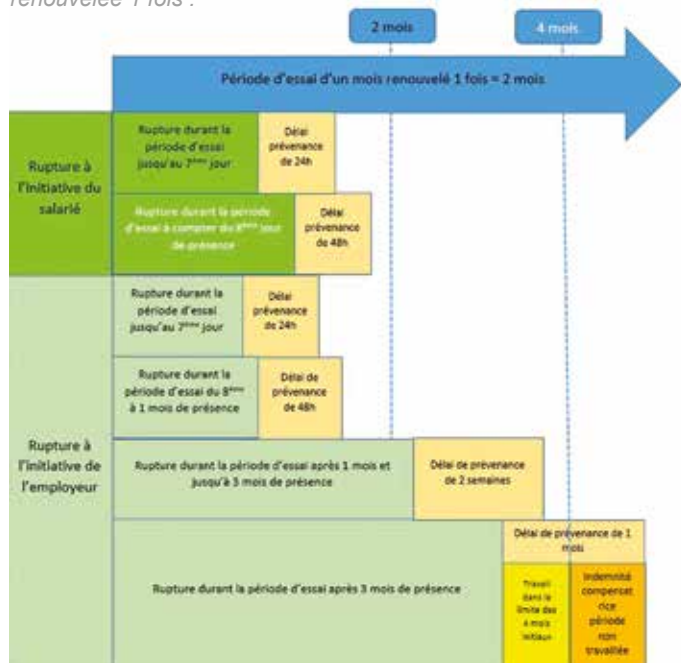 renouvelée 1 fois :
2 mois
4 mois
Période d'essai d'un mois renouvelé 1 fois = 2 mois
Rupture à
l'initiative du
salarié
Rupture durant la
période d'essai
jusqu'au 7ème jour
Délai
prévenance
de 24h
Rupture durant la période
d'essai à compter du 8ème jour
de présence
Délai
prévenance
de 48h
Rupture à
l'initiative de
l'employeur
Rupture durant la
période d'essai
jusqu'au 7ème jour
Délai
prévenance
de 24h
Rupture durant la
période d'essai du 8ème
à 1 mois de présence
Délai de
prévenance
de 48h
Rupture durant la période d'essai après 1 mois et
jusqu'à 3 mois de présence
Délai de prévenance
de 2 semaines
Rupture durant la période d'essai après 3 mois de présence
Délai de prévenance de 1
mois
Travail
dans la
limite des
4 mois
initiaux
Indemnité
compensat
rice
période
non
travaillée